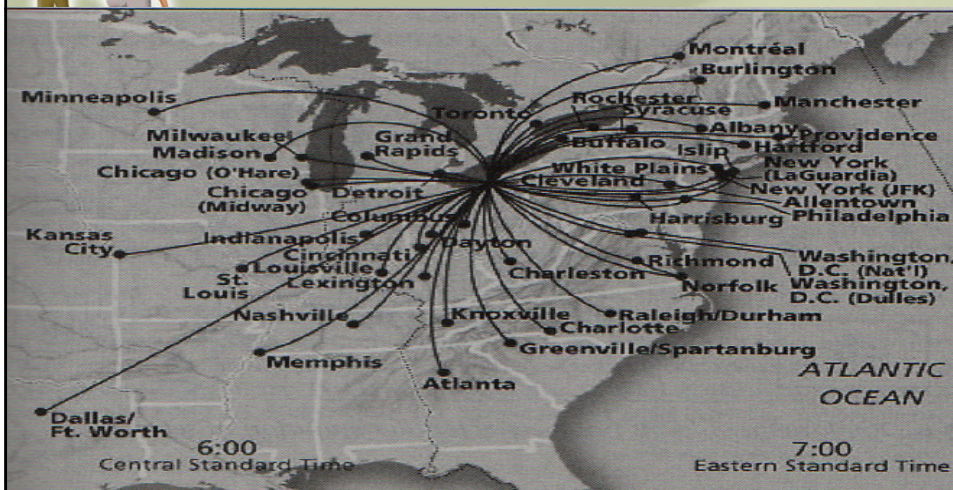 Montréal
Burlington
Minneapolis
Rochester
Manchester
Toronto
Syracuse
Albany
Providence
Milwaukee
Grand
Rapids
Buffalo
Hartford
Madison
Islip
Chicago (O'Hare)
White Plains
New York
(LaGuardia)
Chicago
(Midway)
Detroit
Cleveland
New York (JFK)
Allentown
Columbus
Harrisburg
Philadelphia
Kansas
City
Indianapolis
Dayton
Cincinnati
Richmond
Washington,
D.C. (Nat'l)
St.
Louis
Louisville
Charleston
Lexington
Norfolk
Washington,
D.C. (Dulles)
Nashville
Knoxville
Raleigh/Durham
Charlotte
Memphis
Greenville/Spartanburg
Atlanta
ATLANTIC
OCEAN
Dallas/
Ft. Worth
6:00
Central Standard Time
7:00
Eastern Standard Time